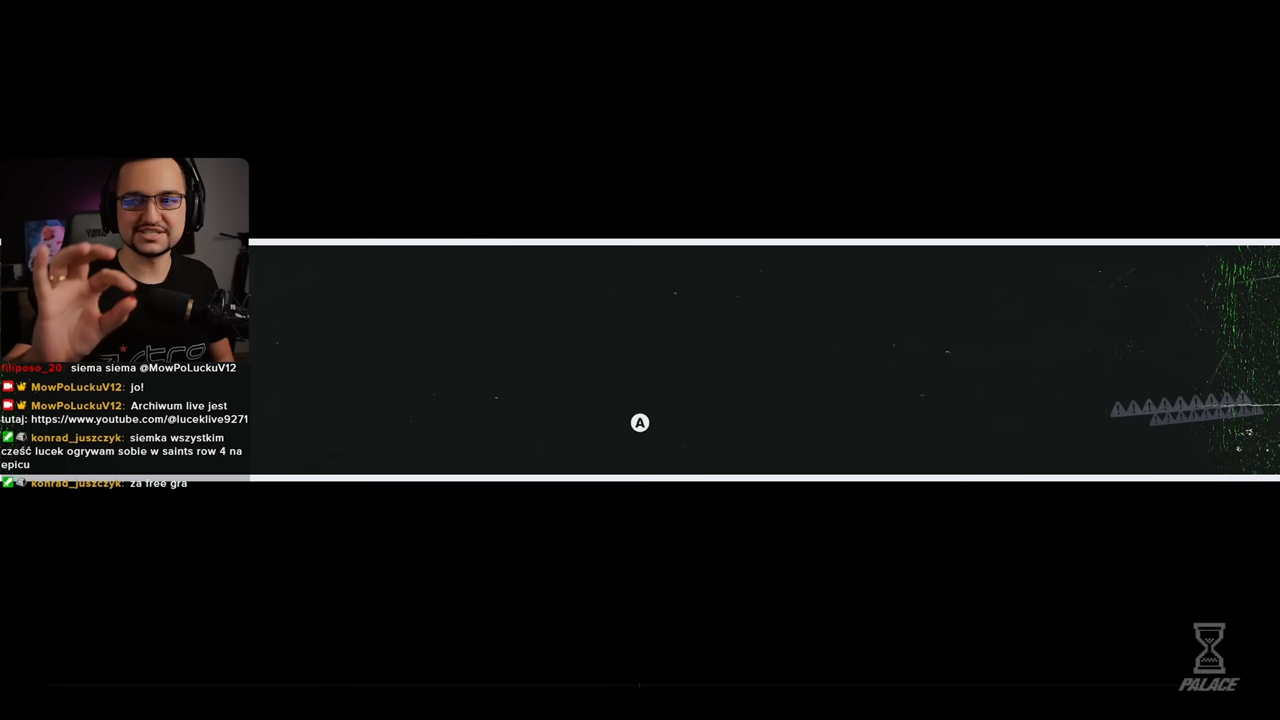 filiposo_20: siema siema @MowPoLuckuV12
MowPoLuckuV12: jo!
MowPoLuckuV12: Archiwum live jest
tutaj: https://www.youtube.com/@luceklive9271
konrad_juszczyk: siemka wszystkim
cześć lucek ogrywam sobie w saints row 4 na
epicu
konrad_juszczyk: za free gra
A
PALACE